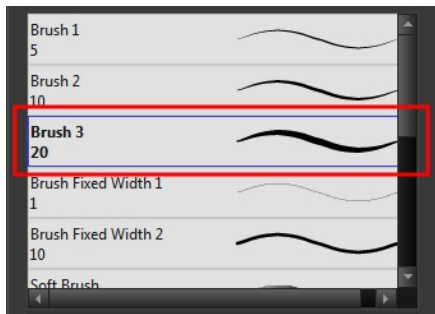 Brush 1
5
Brush 2
10
Brush 3
20
Brush Fixed Width 1
1
Brush Fixed Width 2
10
Soft Brush